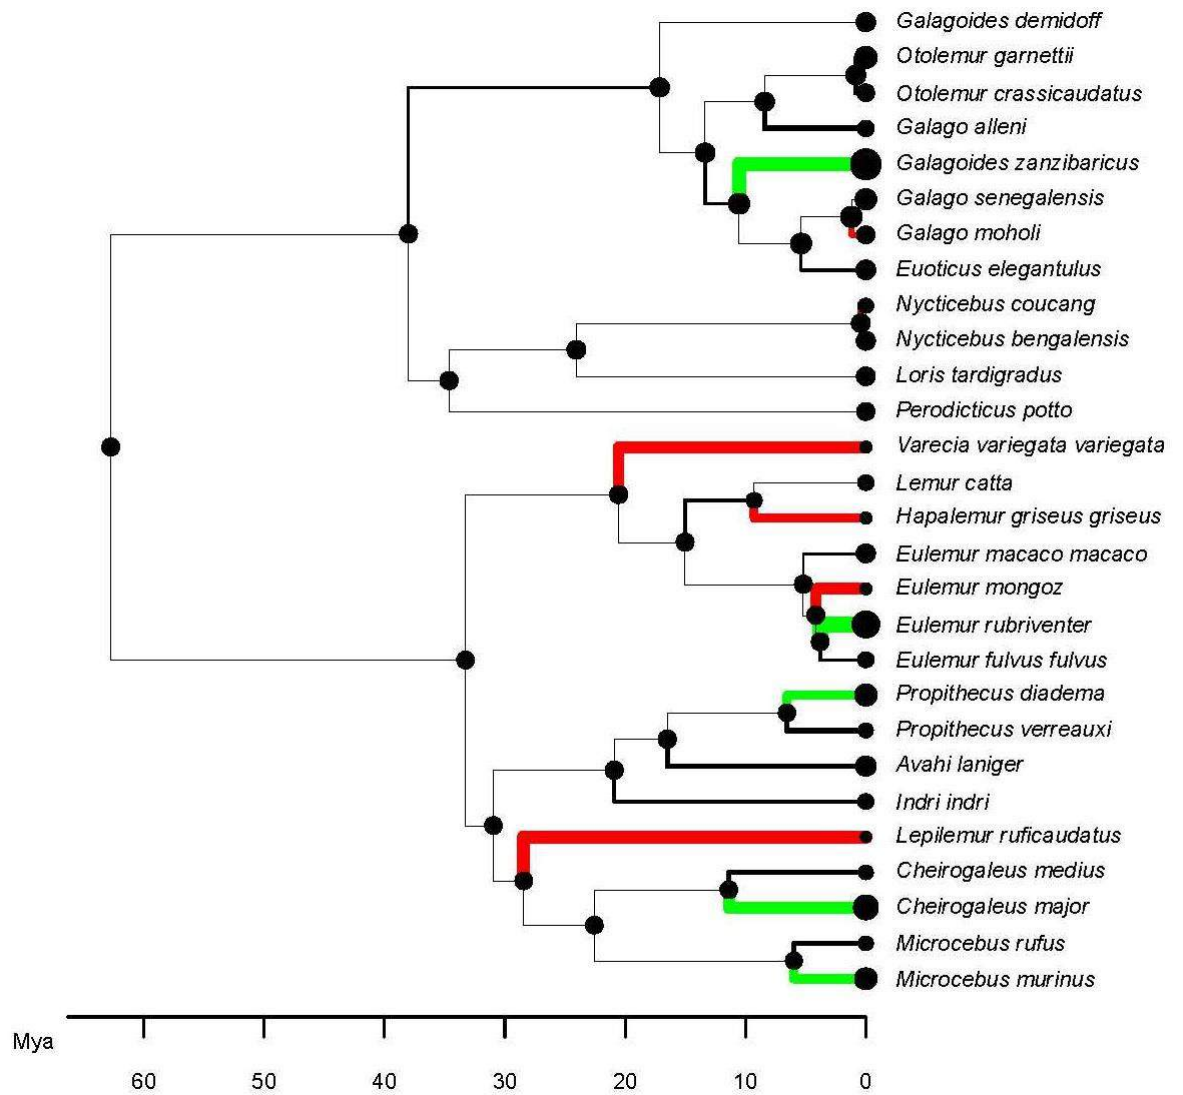 Galagoides demidoff
Otolemur garnettii
Otolemur crassicaudatus
Galago alleni
Galagoides zanzibaricus
Galago senegalensis
Galago moholi
Euoticus elegantulus
Nycticebus coucang
Nycticebus bengalensis
Loris tardigradus
Perodicticus potto
Varecia variegata variegata
Lemur catta
Hapalemur griseus griseus
Eulemur macaco macaco
Eulemur mongoz
Eulemur rubriventer
Eulemur fulvus fulvus
Propithecus diadema
Propithecus verreauxi
Avahi laniger
Indri indri
Lepilemur ruficaudatus
Cheirogaleus medius
Cheirogaleus major
Microcebus rufus
Microcebus murinus
Mya
60 50 40 30 20 10 0